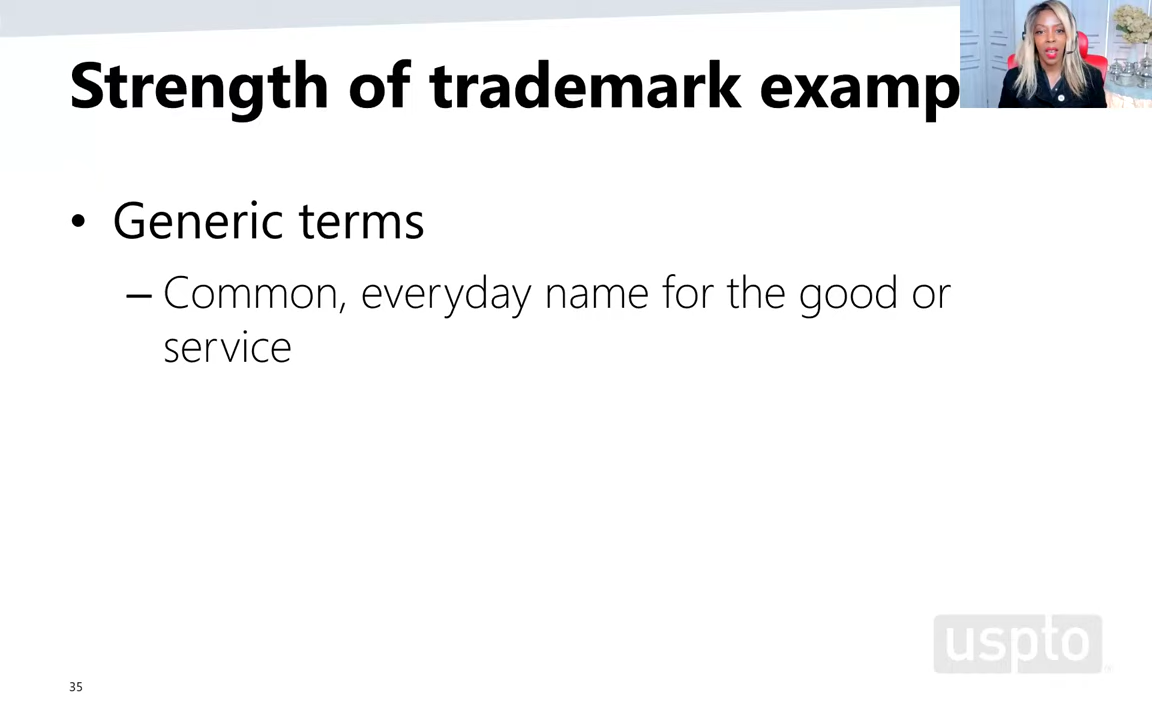 Strength of trademark examp
• Generic terms
– Common, everyday name for the good or
service
uspto
35